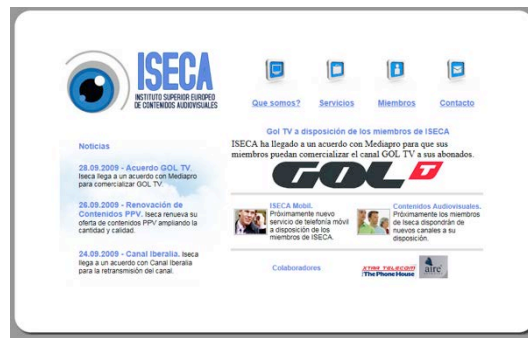 ISECA
INSTITUTO SUPERIOR EUROPEO
DE CONTENIDOS AUDIOVISUALES
Que somos?
Servicios
Miembros
Contacto
Noticias
28.09.2009 - Acuerdo GOL TV.
Iseca llega a un acuerdo con Mediapro
para comercializar GOL TV.
26.09.2009 - Renovación de
Contenidos PPV. Iseca renueva su
oferta de contenidos PPV ampliando la
cantidad y calidad.
24.09.2009 - Canal Iberalia. Iseca
llega a un acuerdo con Canal Iberalia
para la retransmisión del canal.
Gol TV a disposición de los miembros de ISECA
ISECA ha llegado a un acuerdo con Mediapro para que sus
miembros puedan comercializar el canal GOL TV a sus abonados.
GOL T
ISECA Mobil.
Próximamente nuevo
servicio de telefonía móvil
a disposición de los
miembros de ISECA.
Contenidos Audiovisuales.
Próximamente los miembros
de Iseca dispondrán de
nuevos canales a su
disposición.
Colaboradores
STAR TELECOM
The Phone House
aire